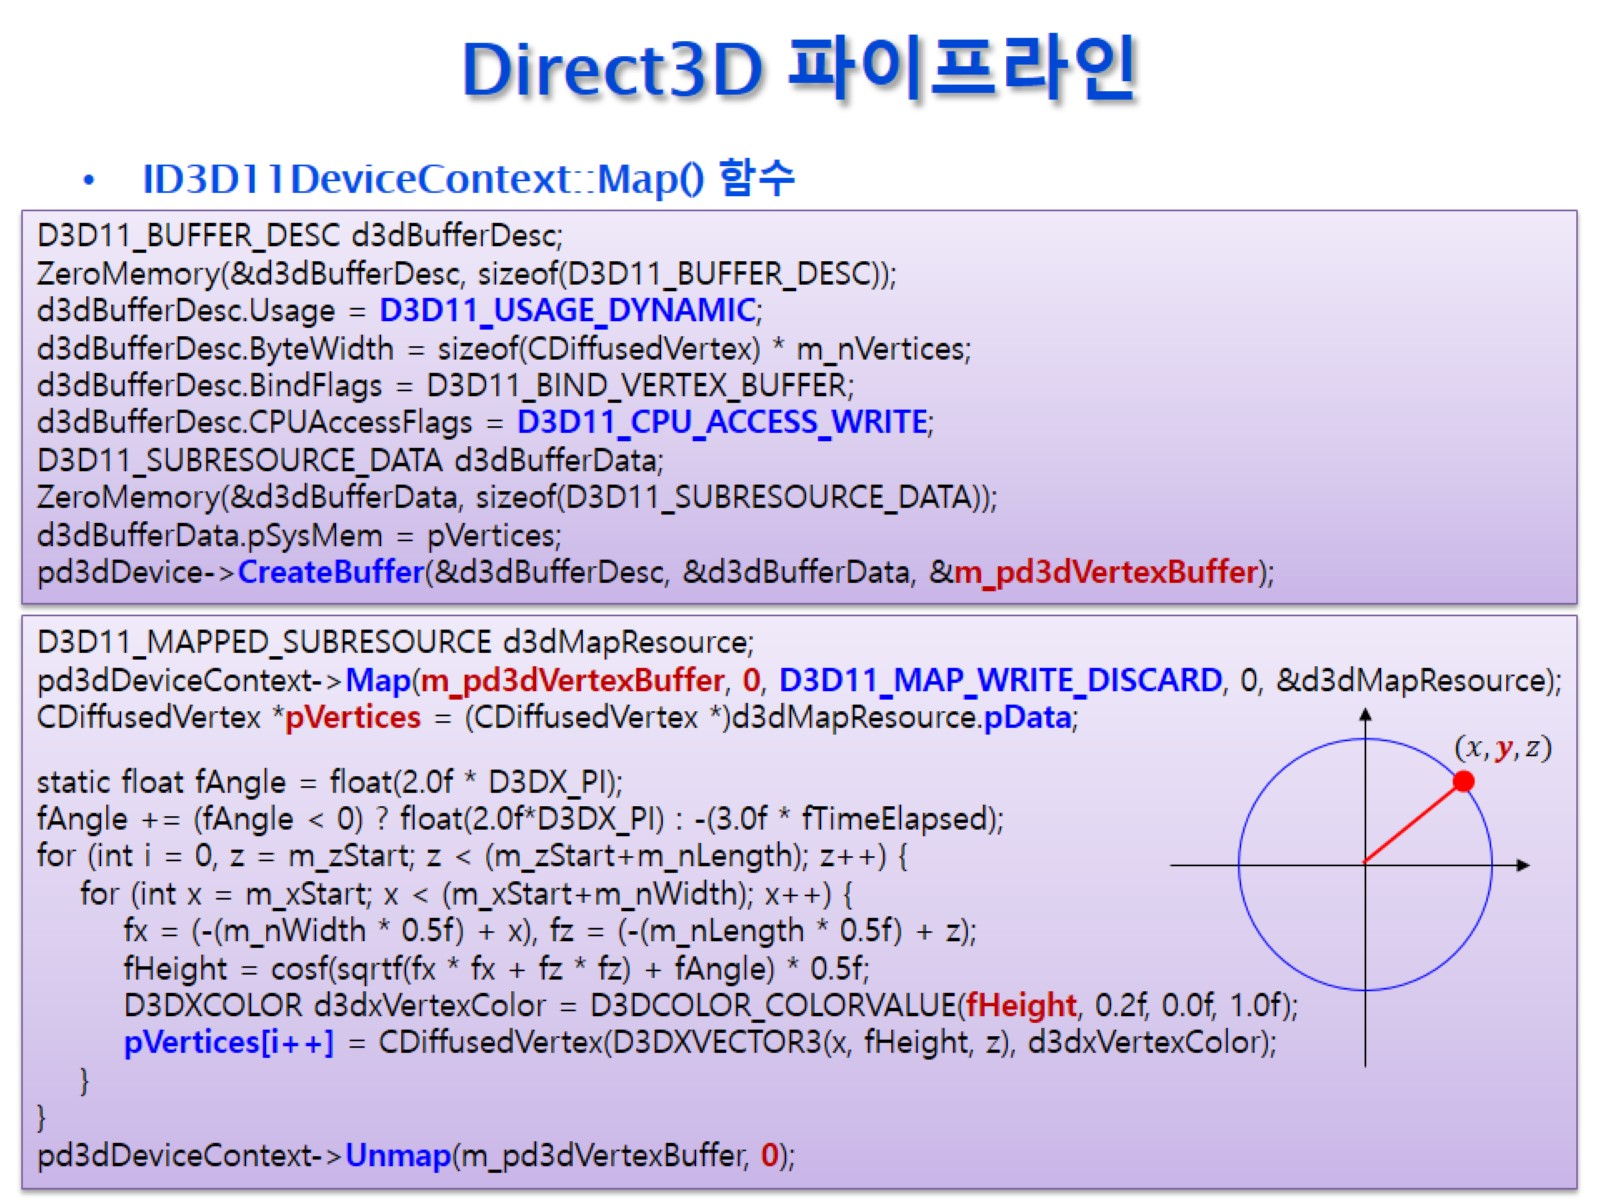 Direct3D 파이프라인
• ID3D11DeviceContext::Map() 함수
D3D11_BUFFER_DESC d3dBufferDesc;
ZeroMemory(&d3dBufferDesc, sizeof(D3D11_BUFFER_DESC));
d3dBufferDesc.Usage = D3D11_USAGE_DYNAMIC;
d3dBufferDesc.ByteWidth = sizeof(CDiffusedVertex) * m_nVertices;
d3dBufferDesc.BindFlags = D3D11_BIND_VERTEX_BUFFER;
d3dBufferDesc.CPUAccessFlags = D3D11_CPU_ACCESS_WRITE;
D3D11_SUBRESOURCE_DATA d3dBufferData;
ZeroMemory(&d3dBufferData, sizeof(D3D11_SUBRESOURCE_DATA));
d3dBufferData.pSysMem = pVertices;
pd3dDevice->CreateBuffer(&d3dBufferDesc, &d3dBufferData, &m_pd3dVertexBuffer);
D3D11_MAPPED_SUBRESOURCE d3dMapResource;
pd3dDeviceContext->Map(m_pd3dVertexBuffer, 0, D3D11_MAP_WRITE_DISCARD, 0, &d3dMapResource);
CDiffusedVertex *pVertices = (CDiffusedVertex *)d3dMapResource.pData;
(x, y, z)
static float fAngle = float(2.0f * D3DX_PI);
fAngle += (fAngle < 0) ? float(2.0f*D3DX_PI) : -(3.0f * fTimeElapsed);
for (int i = 0, z = m_zStart; z < (m_zStart+m_nLength); z++) {
for (int x = m_xStart; x < (m_xStart+m_nWidth); x++) {
fx = (-(m_nWidth * 0.5f) + x), fz = (-(m_nLength * 0.5f) + z);
fHeight = cosf(sqrtf(fx * fx + fz * fz) + fAngle) * 0.5f;
D3DXCOLOR d3dxVertexColor = D3DCOLOR_COLORVALUE(fHeight, 0.2f, 0.0f, 1.0f);
pVertices[i++] = CDiffusedVertex(D3DXVECTOR3(x, fHeight, z), d3dxVertexColor);
}
}
pd3dDeviceContext->Unmap(m_pd3dVertexBuffer, 0);